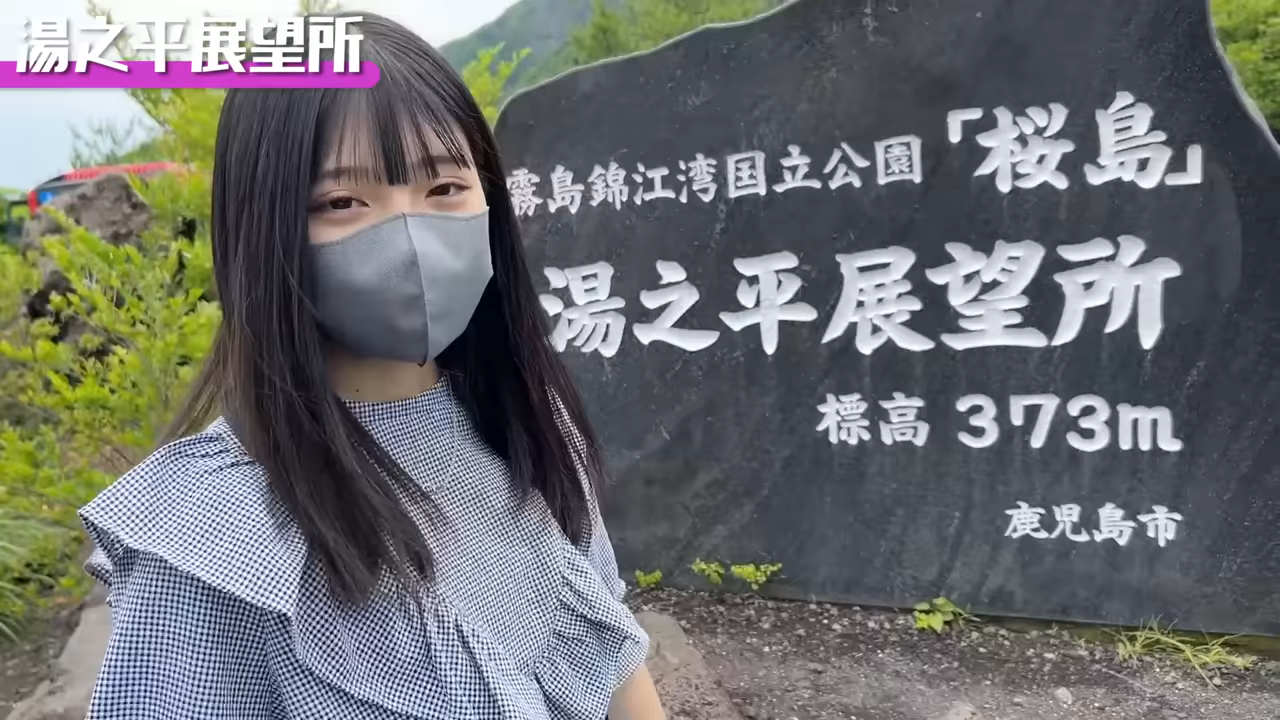 湯之平展望所
霧島錦江湾国立公園「桜島」
湯之平展望所
標高 373m
鹿児島市